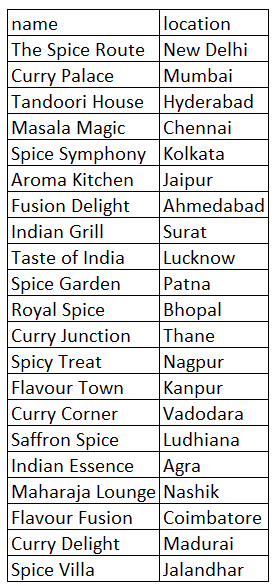 name location
The Spice Route New Delhi
Curry Palace Mumbai
Tandoori House Hyderabad
Masala Magic Chennai
Spice Symphony Kolkata
Aroma Kitchen Jaipur
Fusion Delight Ahmedabad
Indian Grill Surat
Taste of India Lucknow
Spice Garden Patna
Royal Spice Bhopal
Curry Junction Thane
Spicy Treat Nagpur
Flavour Town Kanpur
Curry Corner Vadodara
Saffron Spice Ludhiana
Indian Essence Agra
Maharaja Lounge Nashik
Flavour Fusion Coimbatore
Curry Delight Madurai
Spice Villa Jalandhar